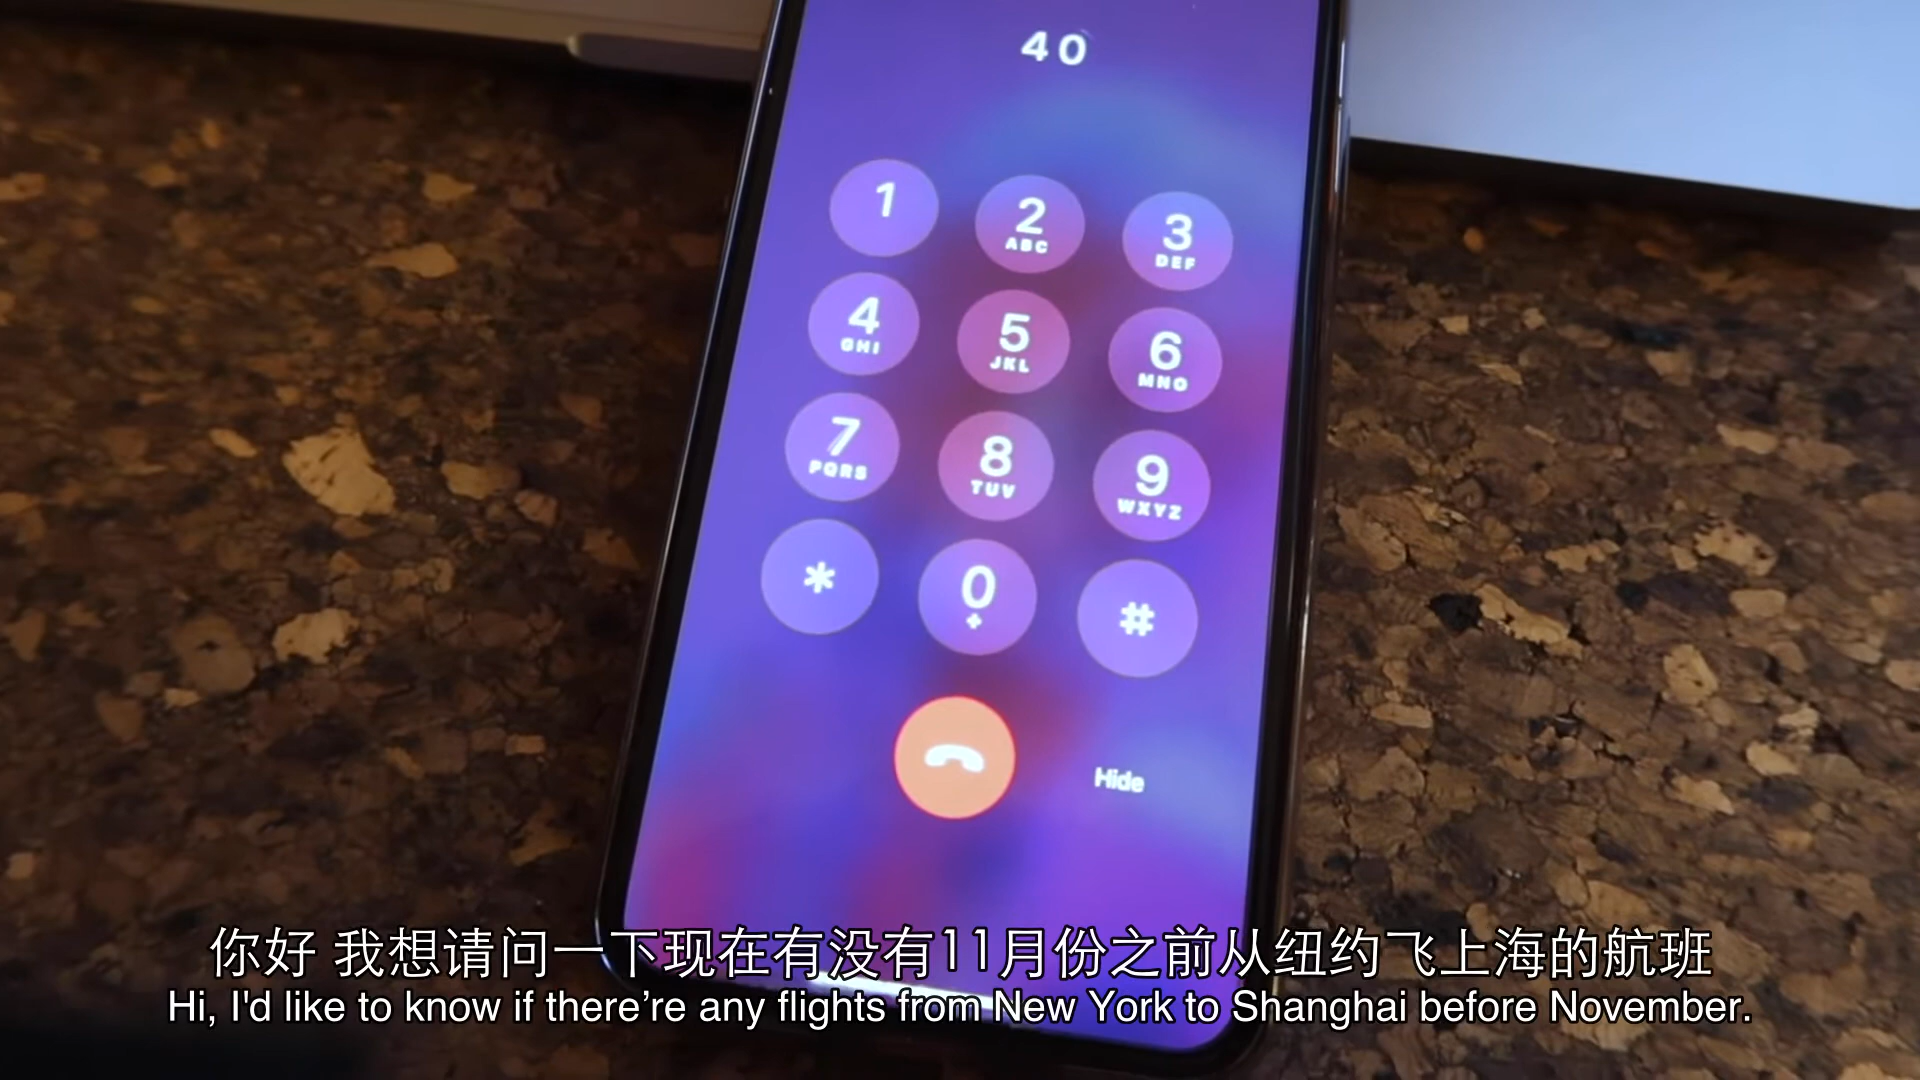 40
1
2
ABC
3
DEF
4
GHI
5
JKL
6
MNO
7
PQRS
8
TUV
9
WXYZ
*
0
+
#
Hide
你好 我想请问一下现在有没有11月份之前从纽约飞上海的航班
Hi, I'd like to know if there’re any flights from New York to Shanghai before November.